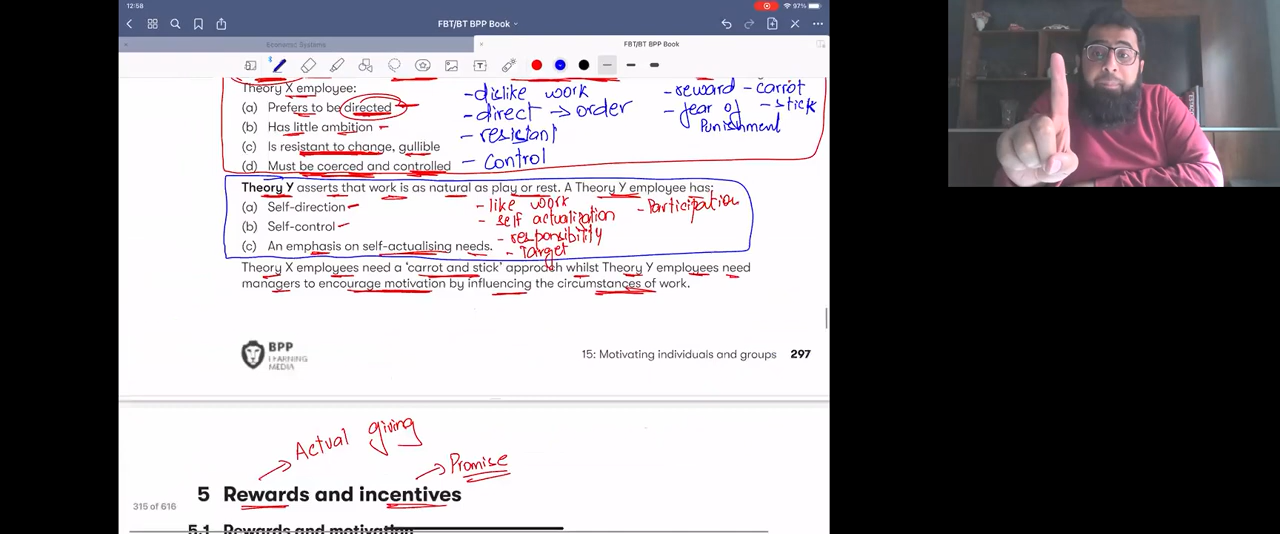 12:58
97%
FBT/BT BPP Book
Economic Systems
FBT/BT BPP Book
Theory X employee:
(a) Prefers to be directed
(b) Has little ambition
(c) Is resistant to change, gullible
(d) Must be coerced and controlled
- dislike work
- direct → order
- resistant
- control
- reward - carrot
- fear of - stick
Punishment
Theory Y asserts that work is as natural as play or rest. A Theory Y employee has:
(a) Self-direction
(b) Self-control
(c) An emphasis on self-actualising needs.
- like work
- self actualization
- responsibility
- Target
- Participation
Theory X employees need a 'carrot and stick' approach whilst Theory Y employees need
managers to encourage motivation by influencing the circumstances of work.
BPP
LEARNING
MEDIA
15: Motivating individuals and groups 297
Actual giving
Promise
5 Rewards and incentives
315 of 616
5.1 Rewards and motivation